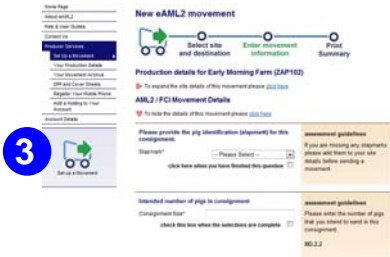 Home Page
About eAML2
Help & User Guides
Contact Us
Producer Services
Set Up a Movement
Your Production Details
Your Movement Archive
DPP and Cover Sheets
Register Your Mobile Phone
Add a Holding to Your
Account
Account Details
3
Set up a Movement
New eAML2 movement
Select site
and destination
Enter movement
information
Print
Summary
Production details for Early Morning Farm (ZAP102)
To expand the site details of this movement please click here
AML2 / FCI Movement Details
To hide the details of this movement please click here
Please provide the pig identification (slapmark) for this
consignment.
Slapmark*
-- Please Select --
click here when you have finished this question
assessment guidelines
If you are missing any slapmarks
please add them to your site
details before sending a
movement.
Intended number of pigs in consignment
Consignment Size*
check this box when the selections are complete
assessment guidelines
Please enter the number of pigs
that you intend to send in this
consignment.
BD.2.2